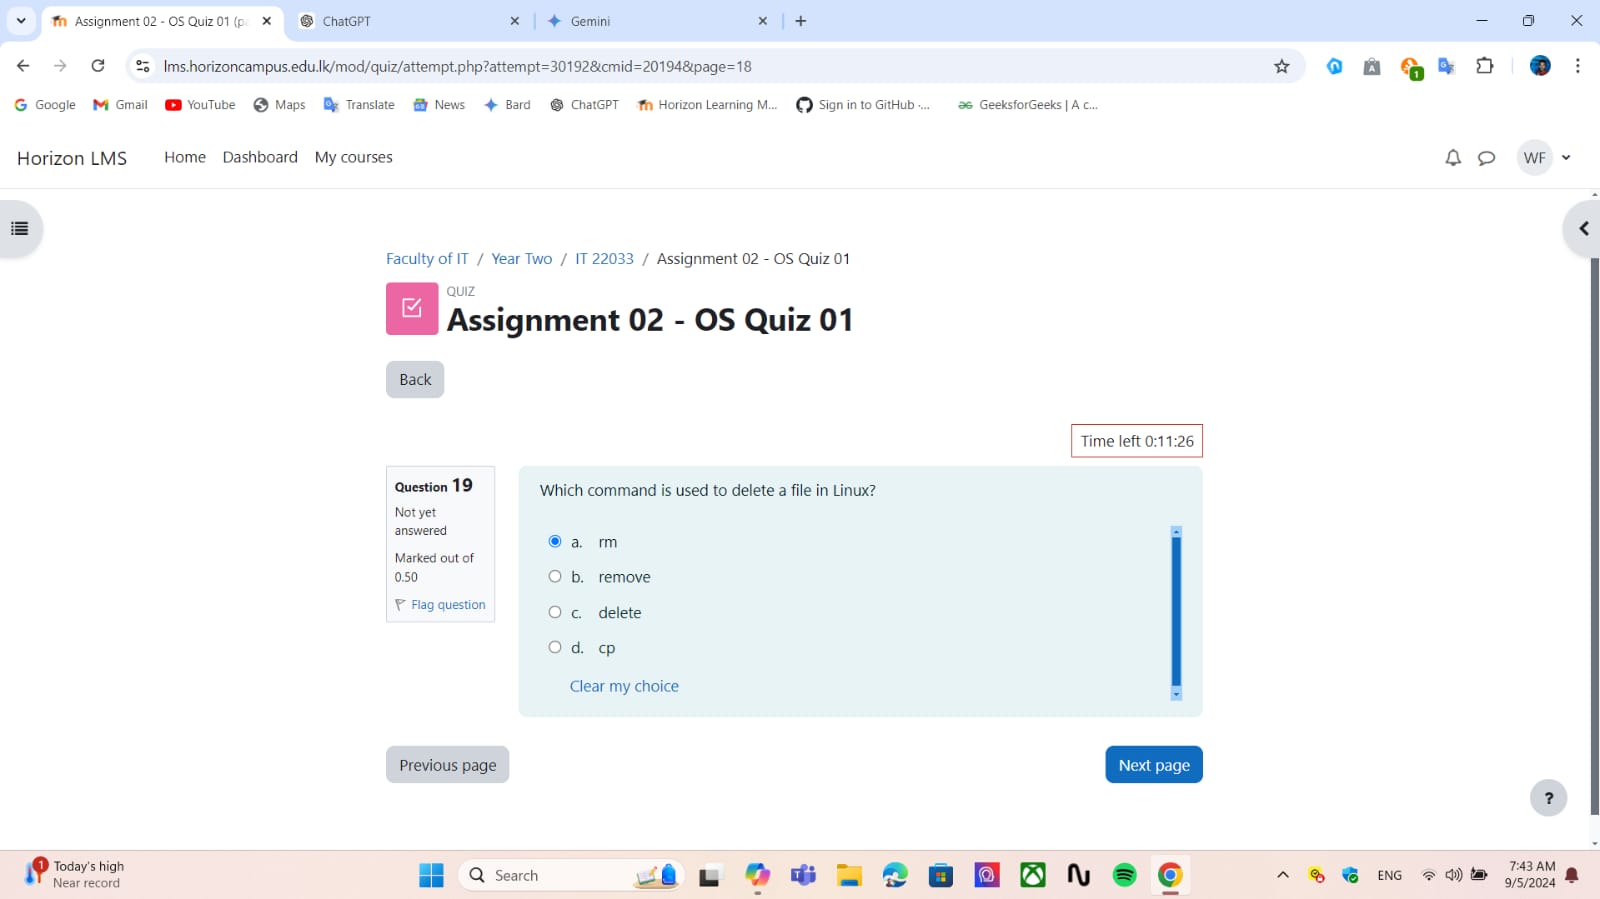 Assignment 02 - OS Quiz 01 (pa
ChatGPT
Gemini
lms.horizoncampus.edu.lk/mod/quiz/attempt.php?attempt=30192&cmid=20194&page=18
1
Google
Gmail
YouTube
Maps
Translate
News
Bard
ChatGPT
Horizon Learning M...
Sign in to GitHub ·...
GeeksforGeeks | A c...
Horizon LMS
Home
Dashboard
My courses
WF
Faculty of IT / Year Two / IT 22033 / Assignment 02 - OS Quiz 01
QUIZ
Assignment 02 - OS Quiz 01
Back
Time left 0:11:26
Question 19
Not yet
answered
Marked out of
0.50
Flag question
Which command is used to delete a file in Linux?
a. rm
b. remove
c. delete
d. cp
Clear my choice
Previous page
Next page
?
1
Today's high
Near record
Search
ENG
7:43 AM
9/5/2024